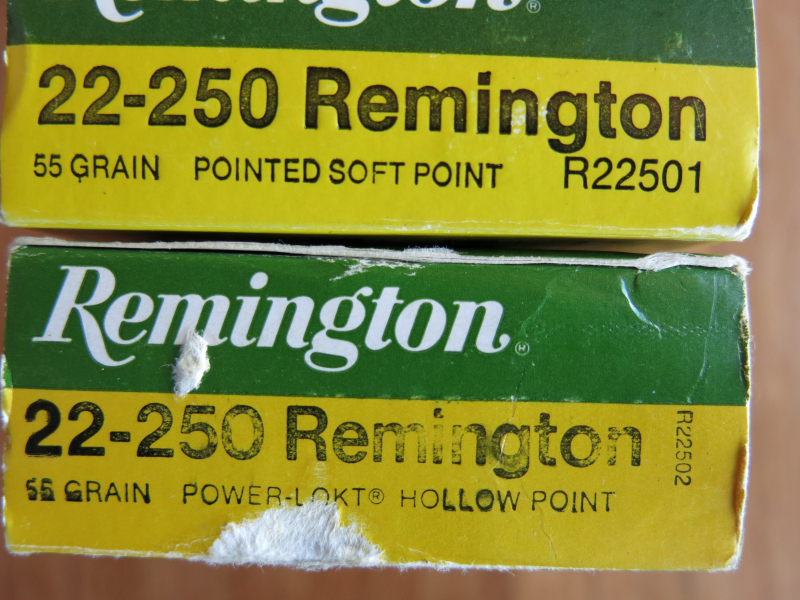 Remington®
22-250 Remington
55 GRAIN POINTED SOFT POINT R22501
Remington®
22-250 Remington
R22502
55 GRAIN POWER-LOKT® HOLLOW POINT